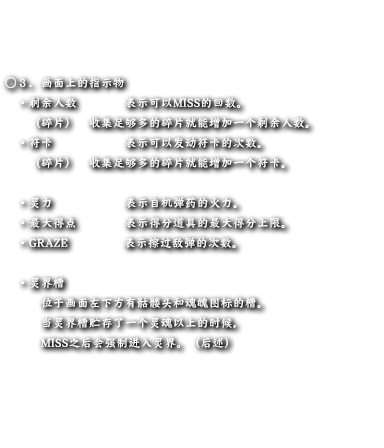 ○３．画面上的指示物
・剩余人数　表示可以MISS的回数。
（碎片）　收集足够多的碎片就能增加一个剩余人数。
・符卡　表示可以发动符卡的次数。
（碎片）　收集足够多的碎片就能增加一个符卡。
・灵力　表示自机弹药的火力。
・最大得点　表示得分道具的最大得分上限。
・GRAZE　表示擦过敌弹的次数。
・灵界槽
位于画面左下方有骷髅头和魂魄图标的槽。
当灵界槽贮存了一个灵魂以上的时候，
MISS之后会强制进入灵界。（后述）